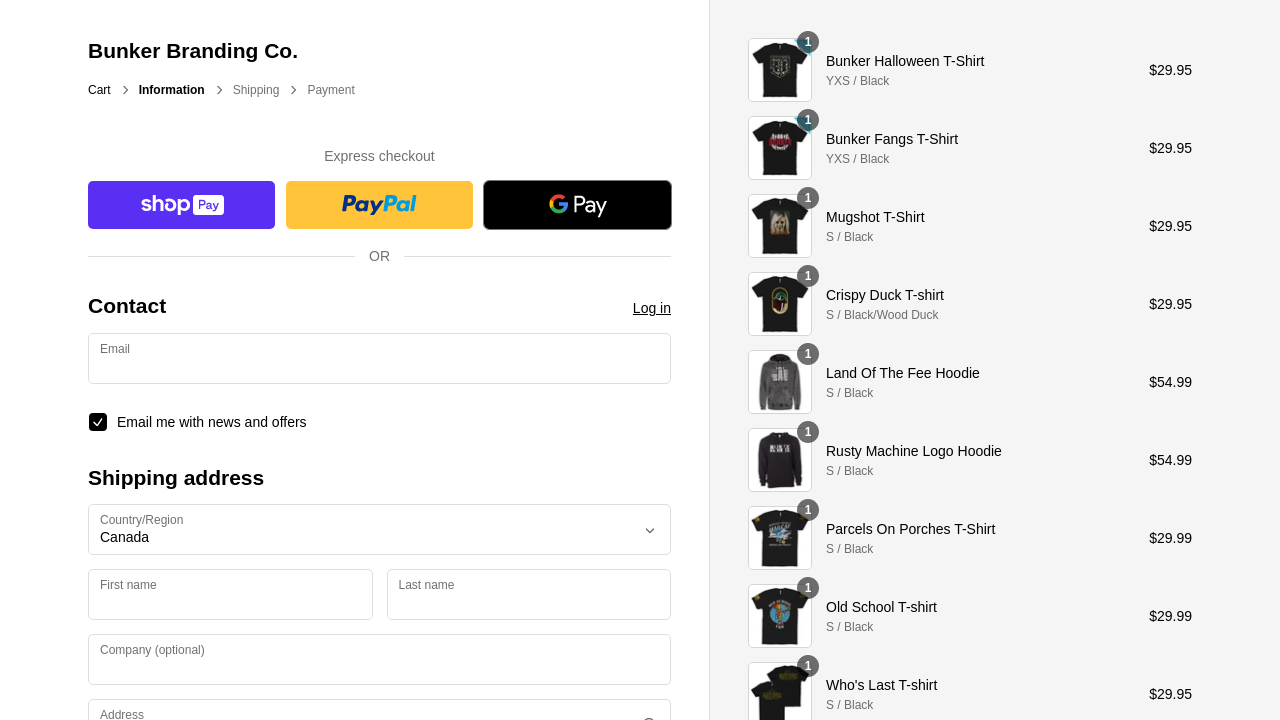 Bunker Branding Co.
Cart > Information > Shipping > Payment
Express checkout
shop Pay
PayPal
G Pay
OR
Contact
Log in
Email
Email me with news and offers
Shipping address
Country/Region
Canada
First name
Last name
Company (optional)
Address
1
Bunker Halloween T-Shirt
YXS / Black
$29.95
1
Bunker Fangs T-Shirt
YXS / Black
$29.95
1
Mugshot T-Shirt
S / Black
$29.95
1
Crispy Duck T-shirt
S / Black/Wood Duck
$29.95
1
Land Of The Fee Hoodie
S / Black
$54.99
1
Rusty Machine Logo Hoodie
S / Black
$54.99
1
Parcels On Porches T-Shirt
S / Black
$29.99
1
Old School T-shirt
S / Black
$29.99
1
Who's Last T-shirt
S / Black
$29.95